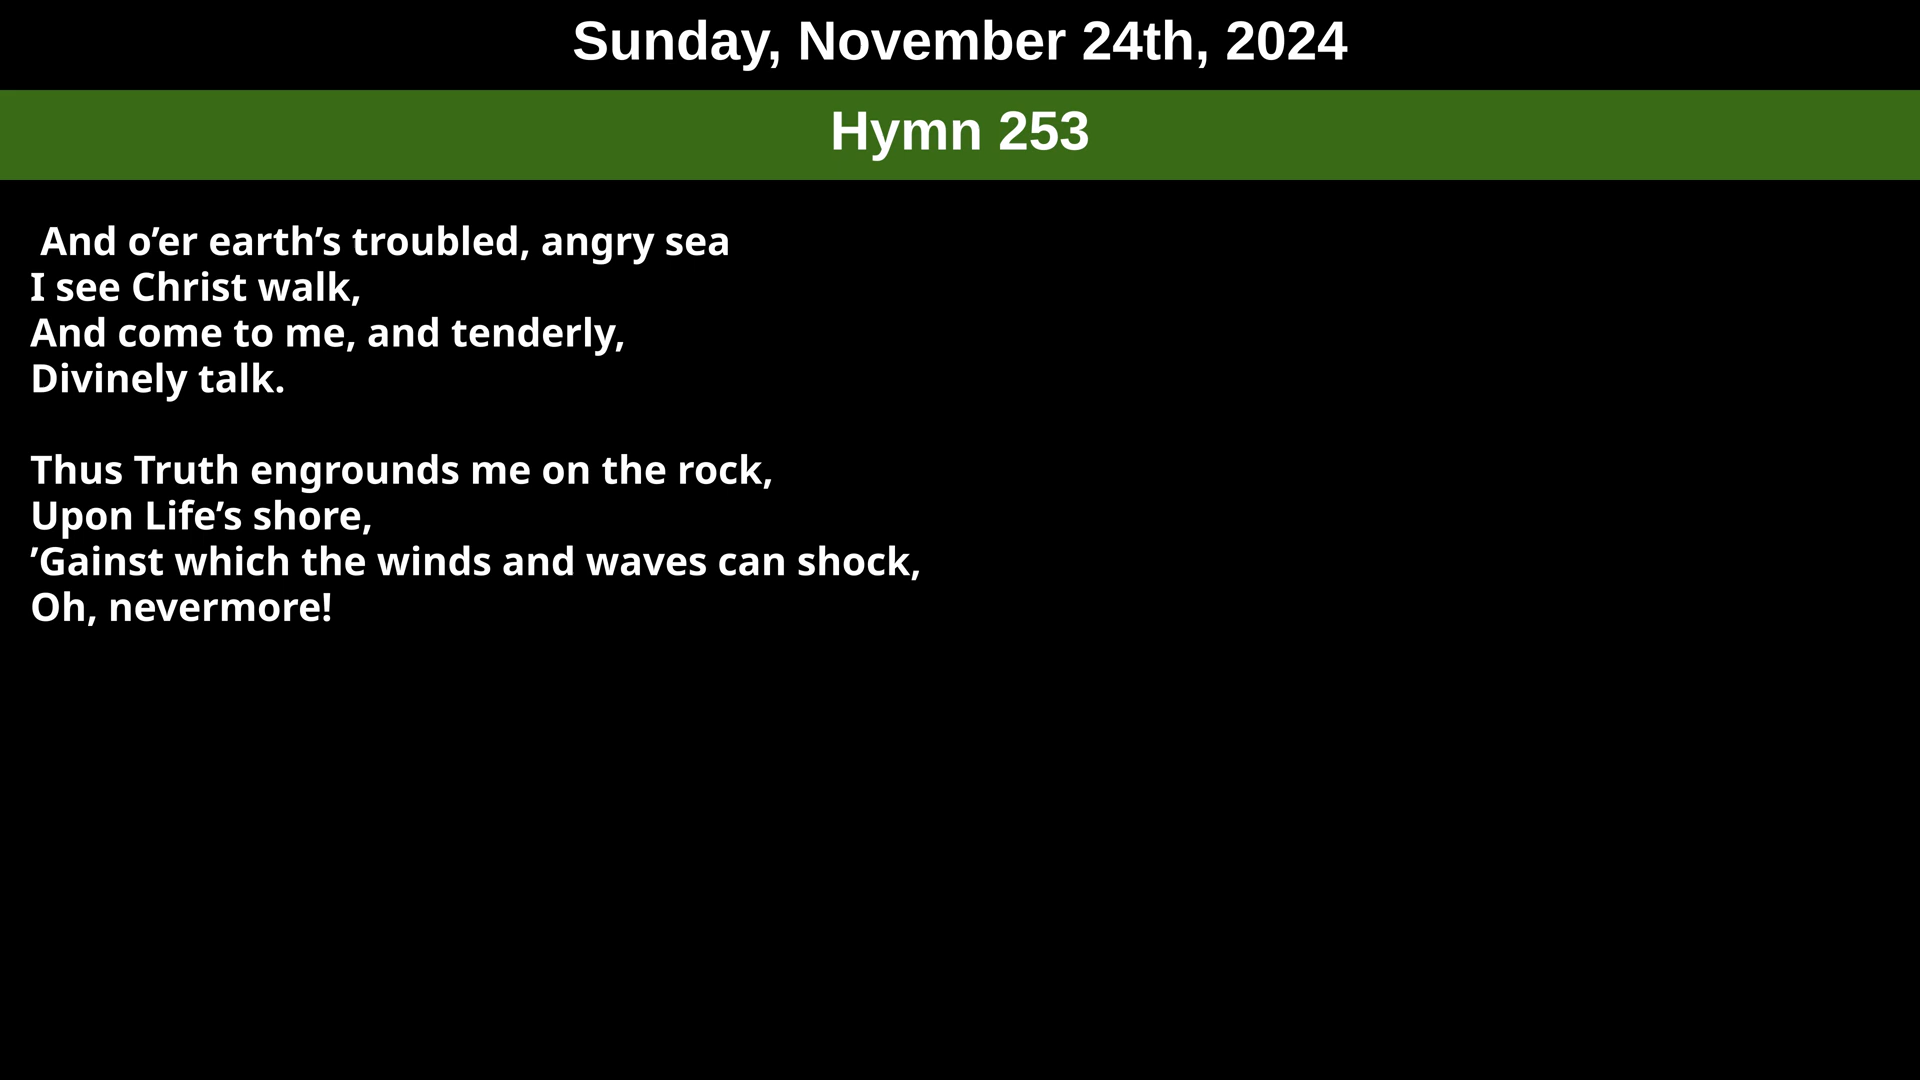 Sunday, November 24th, 2024
Hymn 253
And o’er earth’s troubled, angry sea
I see Christ walk,
And come to me, and tenderly,
Divinely talk.
Thus Truth engrounds me on the rock,
Upon Life’s shore,
’Gainst which the winds and waves can shock,
Oh, nevermore!